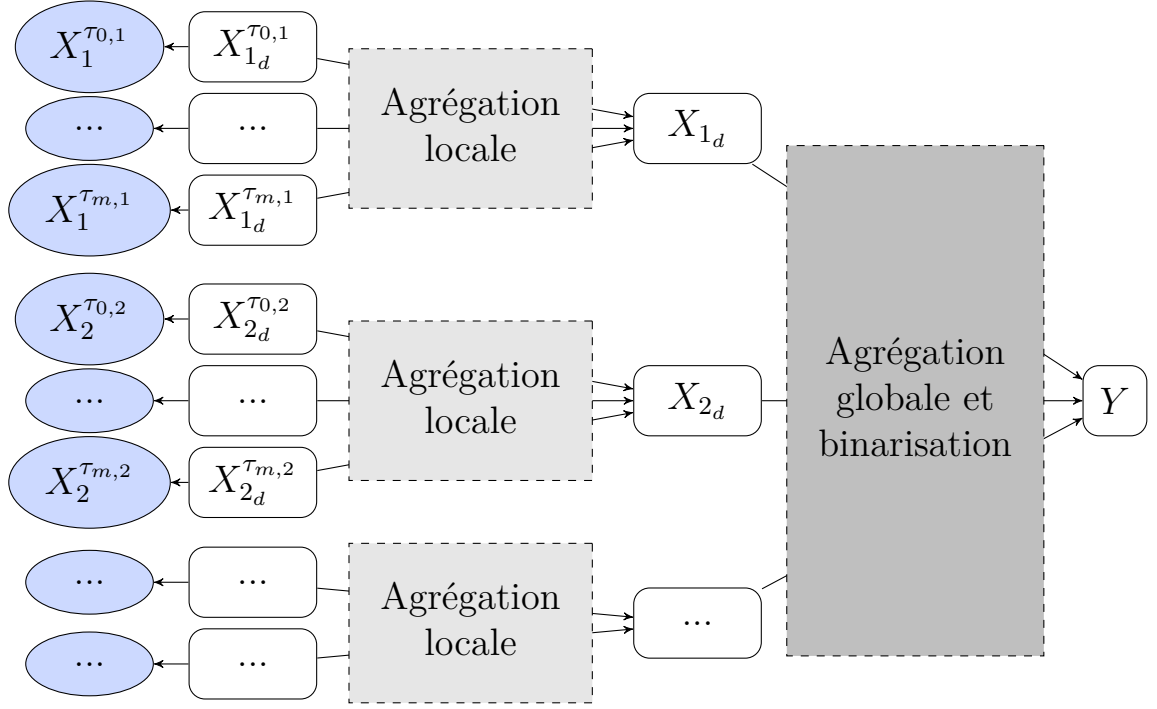 X_1^{τ_{0,1}} X_{1_d}^{τ_{0,1}}
... ...
X_1^{τ_{m,1}} X_{1_d}^{τ_{m,1}}
Agrégation
locale
X_{1_d}
X_2^{τ_{0,2}} X_{2_d}^{τ_{0,2}}
... ...
X_2^{τ_{m,2}} X_{2_d}^{τ_{m,2}}
Agrégation
locale
X_{2_d}
... ...
... ...
Agrégation
locale
...
Agrégation
globale et
binarisation
Y